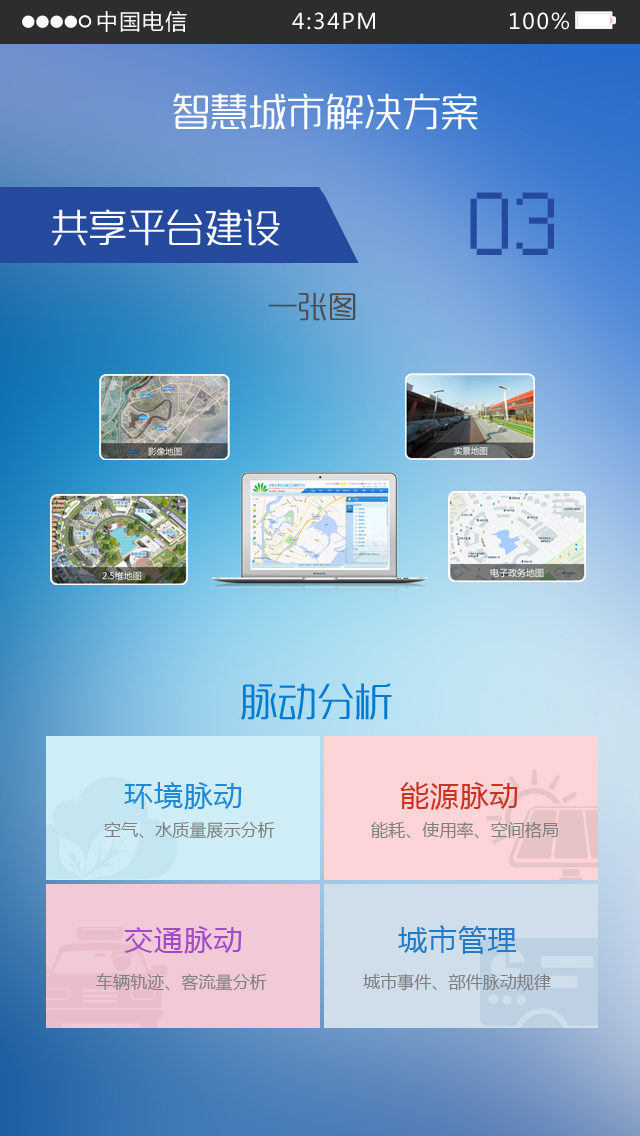 中国电信 4:34PM 100%
智慧城市解决方案
共享平台建设 03
一张图
影像地图 实景地图
2.5维地图 电子政务地图
脉动分析
环境脉动 能源脉动
空气、水质量展示分析 能耗、使用率、空间格局
交通脉动 城市管理
车辆轨迹、客流量分析 城市事件、部件脉动规律